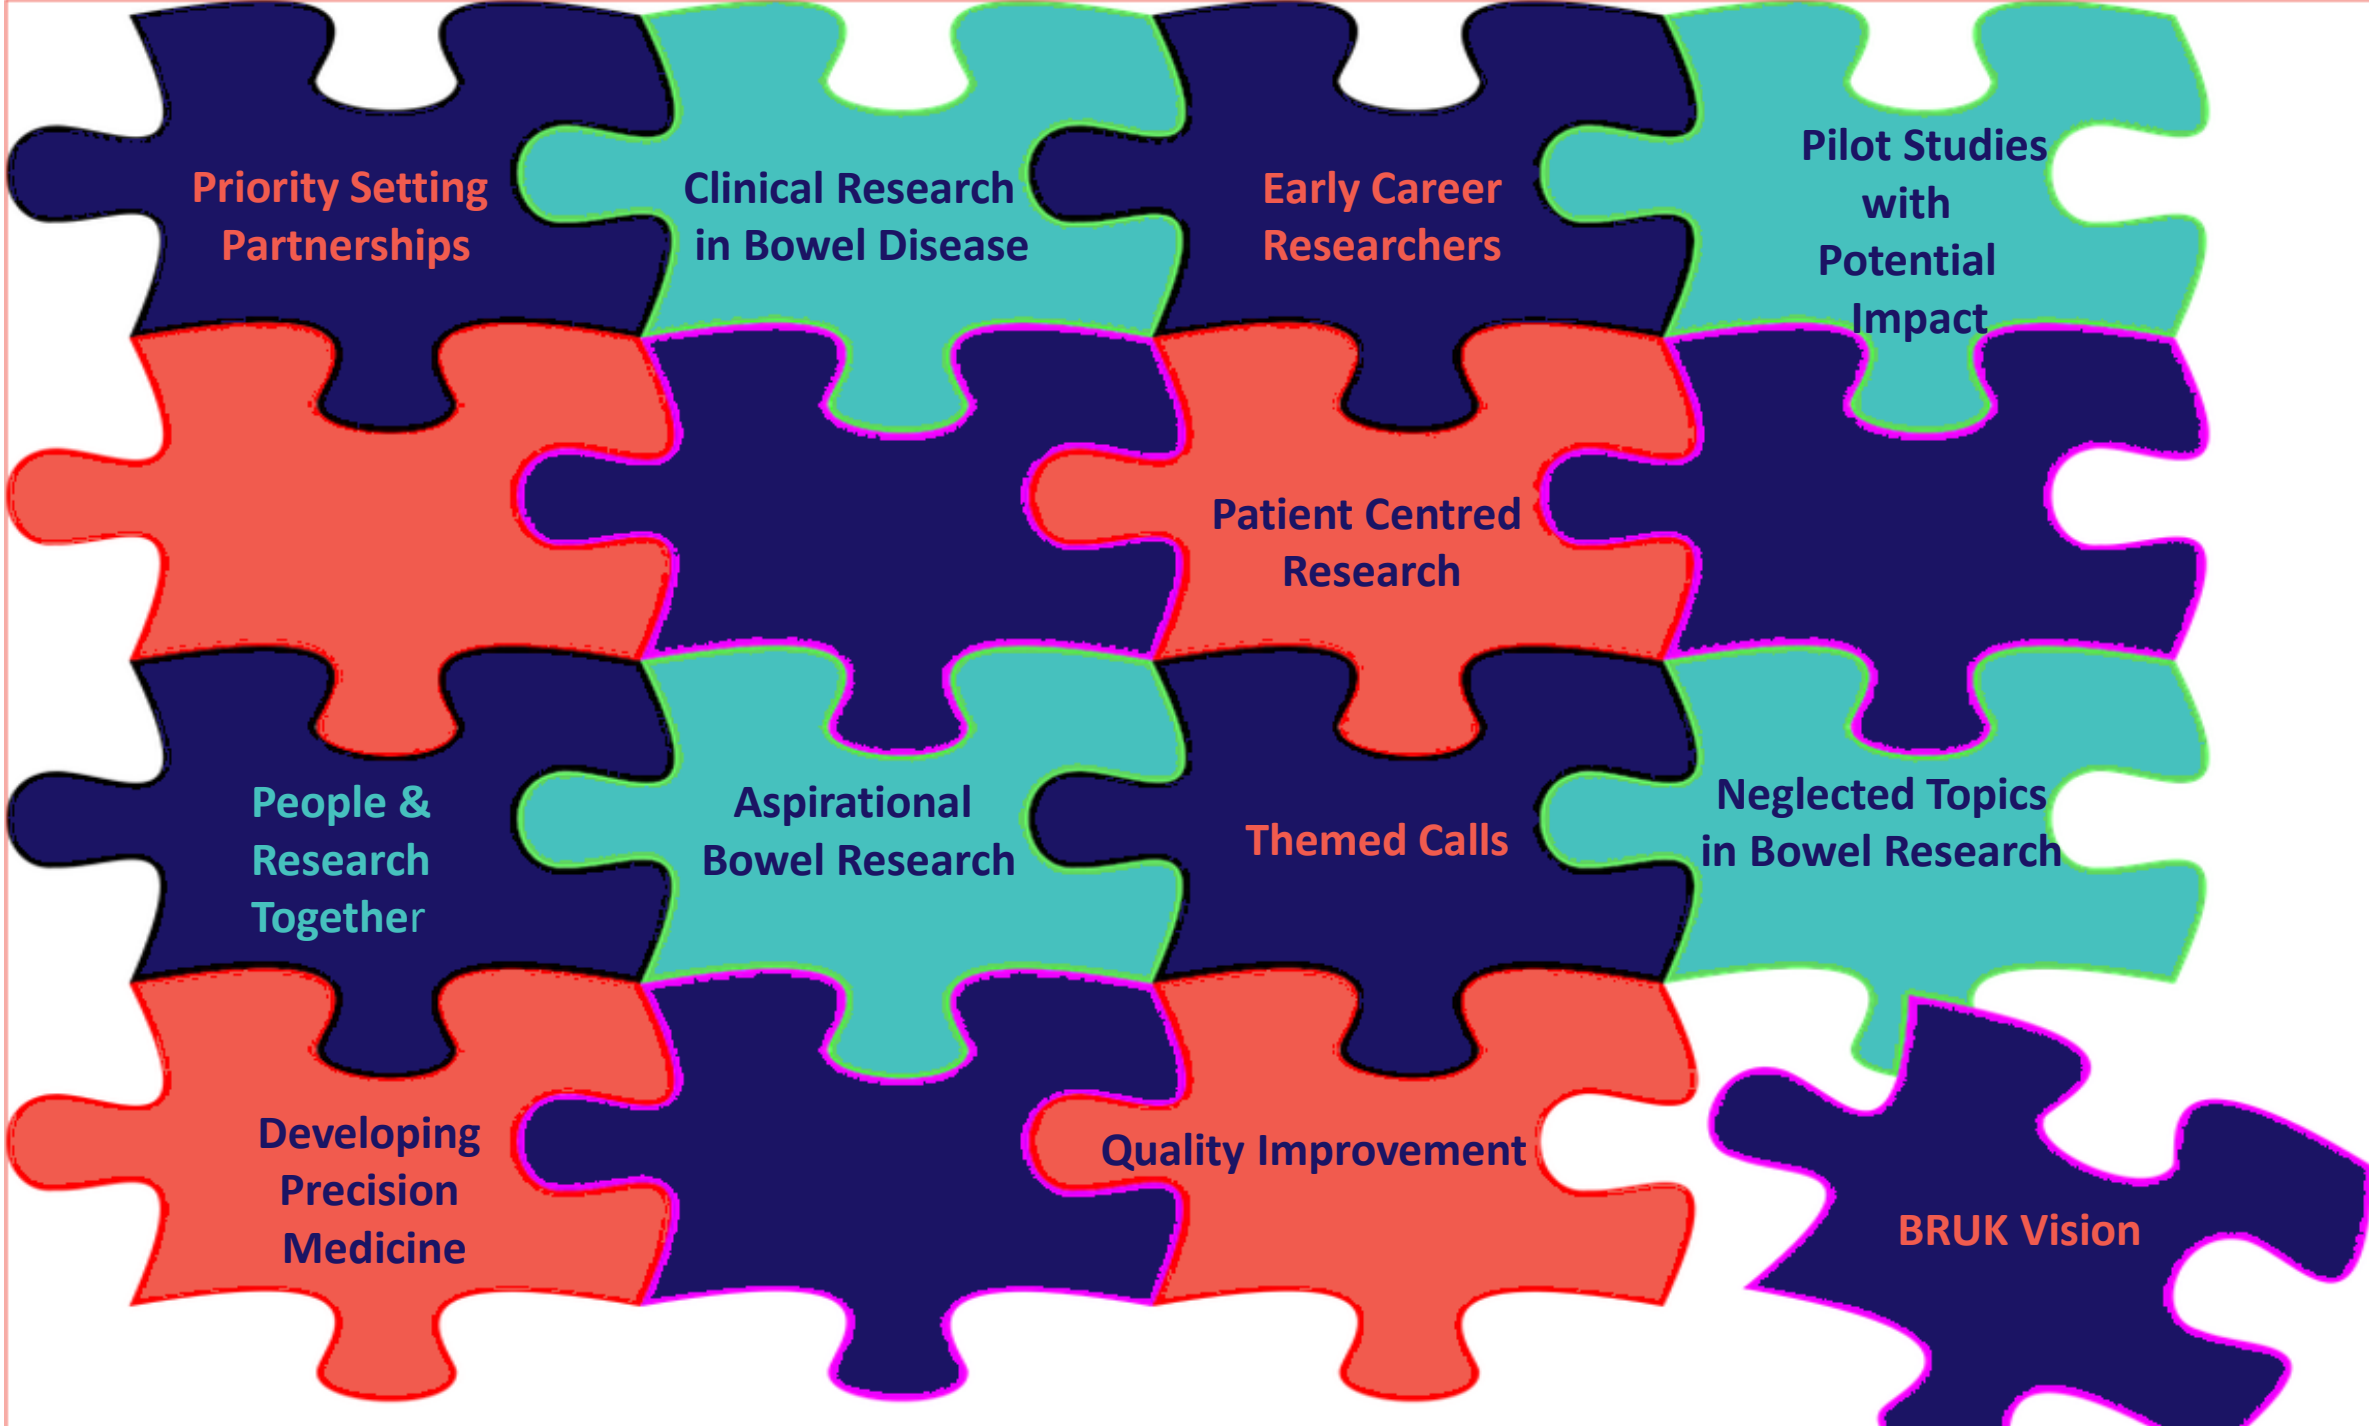 Priority Setting
Partnerships
Clinical Research
in Bowel Disease
Early Career
Researchers
Pilot Studies
with
Potential
Impact
Patient Centred
Research
People &
Research
Together
Aspirational
Bowel Research
Themed Calls
Neglected Topics
in Bowel Research
Developing
Precision
Medicine
Quality Improvement
BRUK Vision